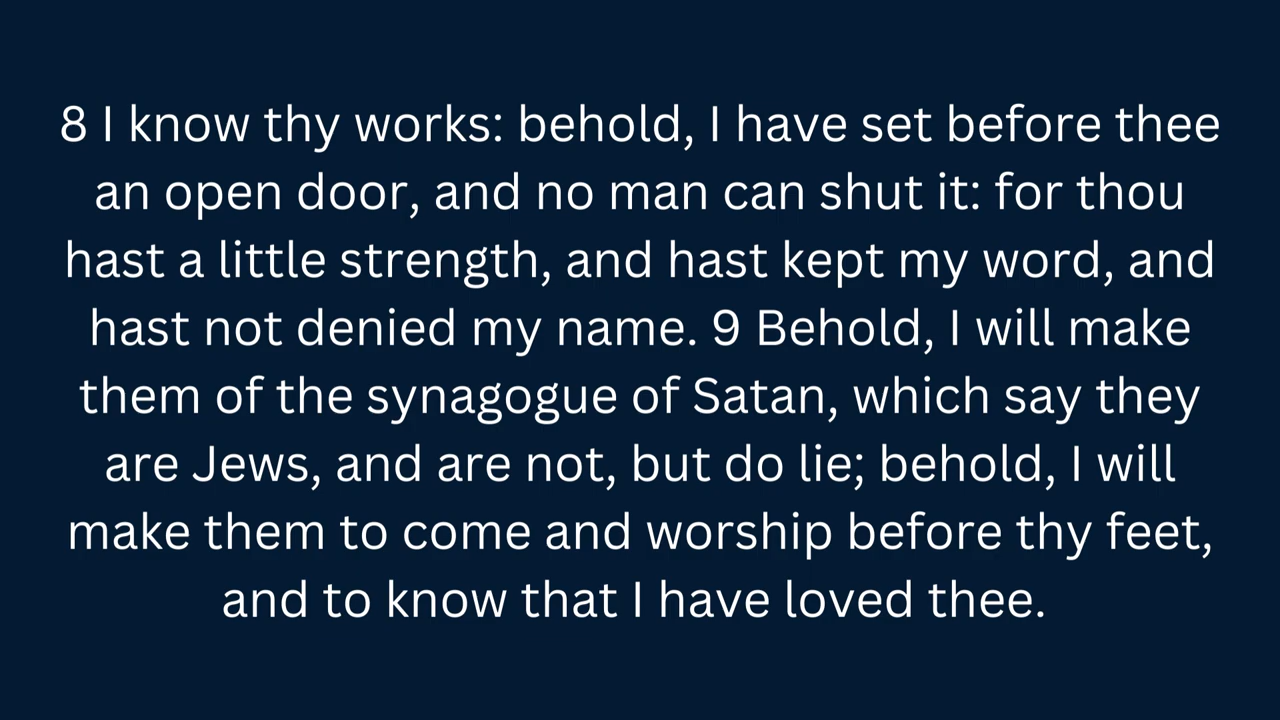 8 I know thy works: behold, I have set before thee
an open door, and no man can shut it: for thou
hast a little strength, and hast kept my word, and
hast not denied my name. 9 Behold, I will make
them of the synagogue of Satan, which say they
are Jews, and are not, but do lie; behold, I will
make them to come and worship before thy feet,
and to know that I have loved thee.